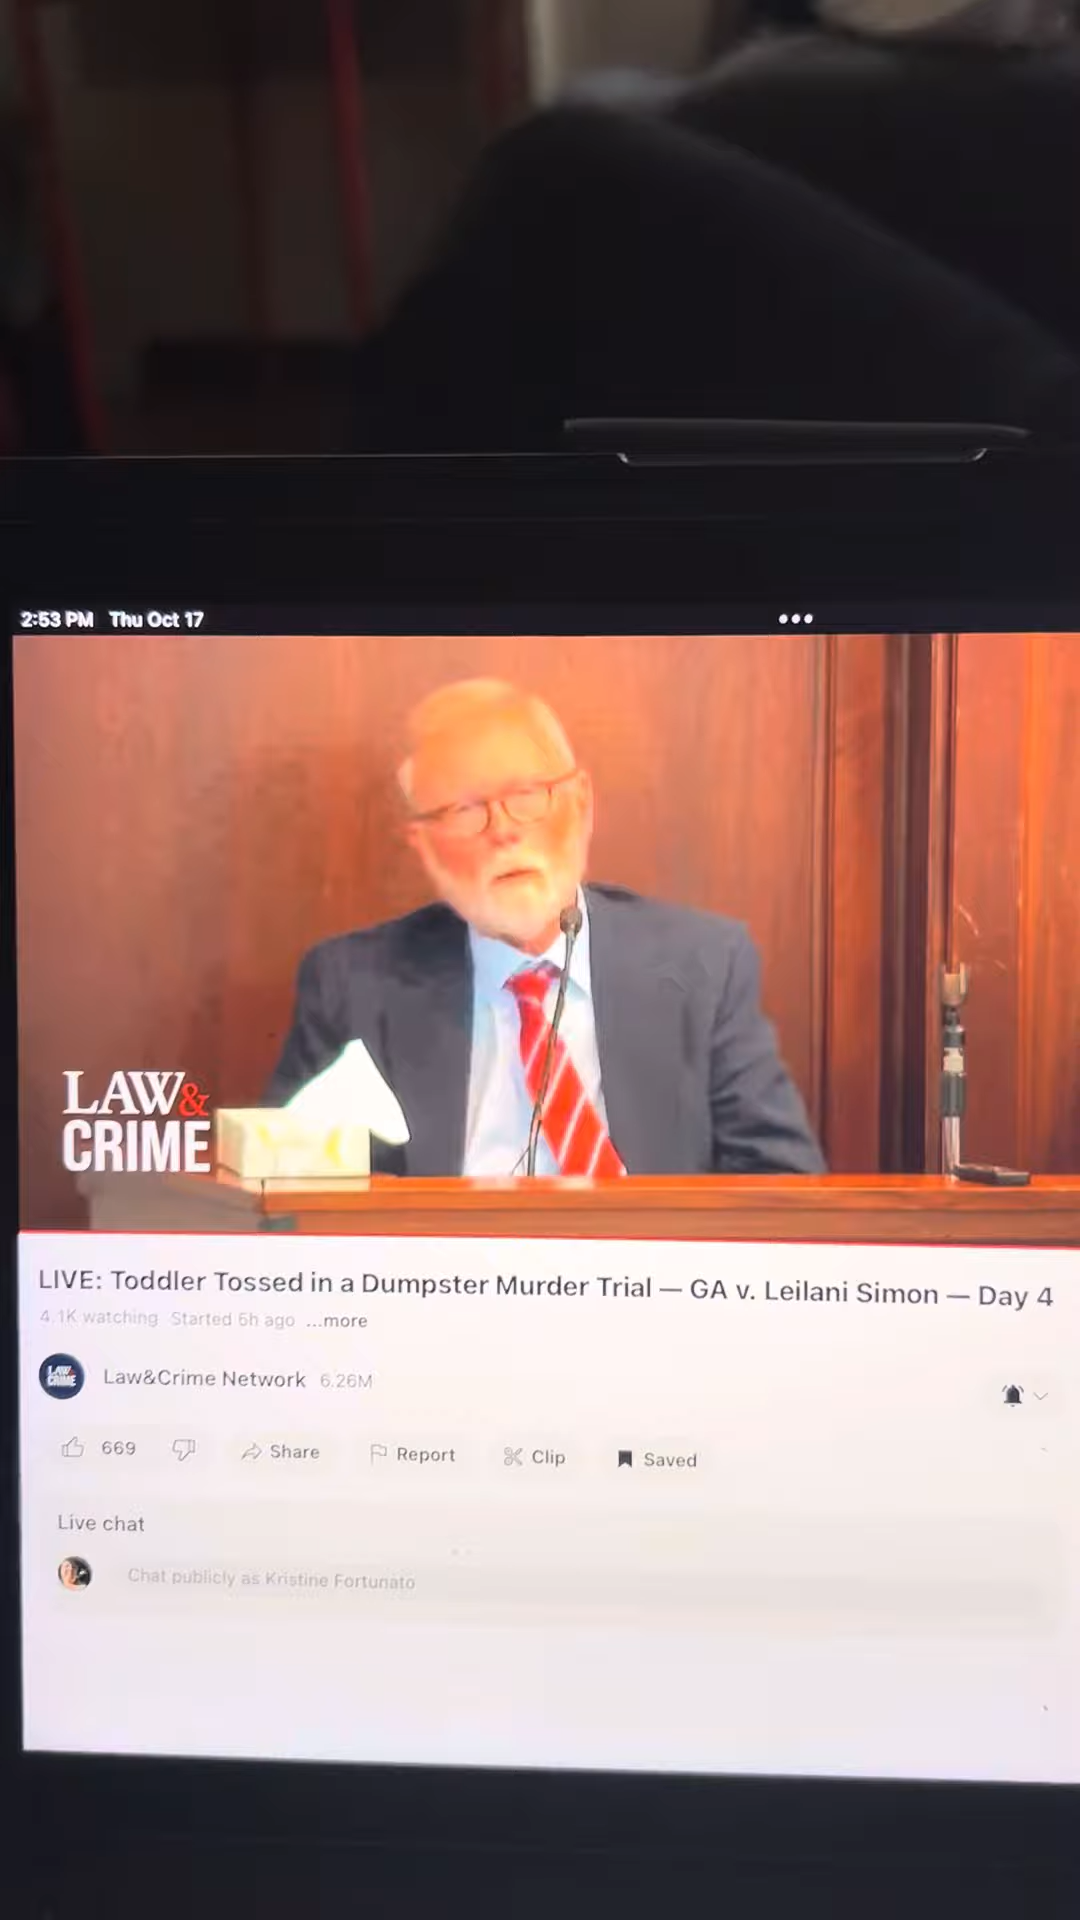 2:53 PM Thu Oct 17
LAW&
CRIME
LIVE: Toddler Tossed in a Dumpster Murder Trial — GA v. Leilani Simon — Day 4
4.1K watching Started 5h ago ...more
LAW&
CRIME
Law&Crime Network 6.26M
669
Share
Report
Clip
Saved
Live chat
Chat publicly as Kristine Fortunato